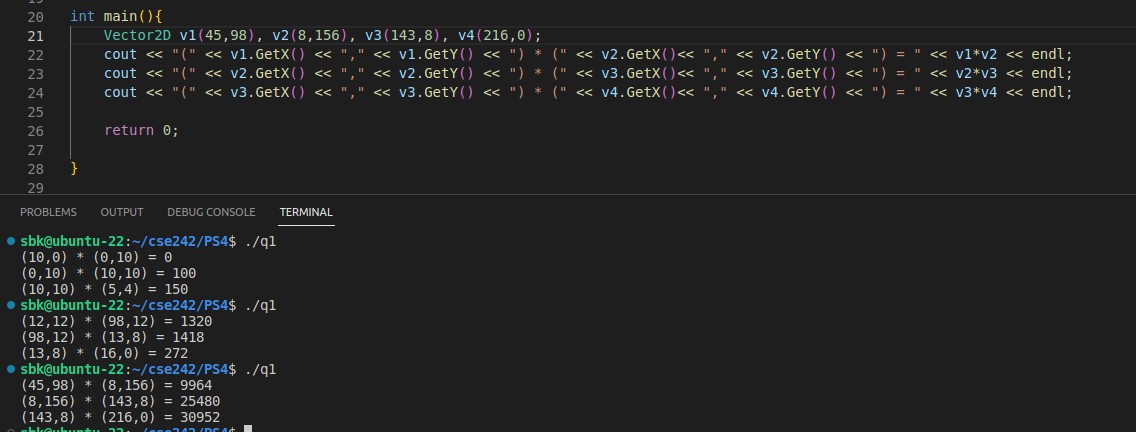 20 int main(){
21     Vector2D v1(45,98), v2(8,156), v3(143,8), v4(216,0);
22     cout << "(" << v1.GetX() << "," << v1.GetY() << ") * (" << v2.GetX()<< "," << v2.GetY() << ") = " << v1*v2 << endl;
23     cout << "(" << v2.GetX() << "," << v2.GetY() << ") * (" << v3.GetX()<< "," << v3.GetY() << ") = " << v2*v3 << endl;
24     cout << "(" << v3.GetX() << "," << v3.GetY() << ") * (" << v4.GetX()<< "," << v4.GetY() << ") = " << v3*v4 << endl;
25
26     return 0;
27
28 }
29
PROBLEMS OUTPUT DEBUG CONSOLE TERMINAL
sbk@ubuntu-22:~/cse242/PS4$ ./q1
(10,0) * (0,10) = 0
(0,10) * (10,10) = 100
(10,10) * (5,4) = 150
sbk@ubuntu-22:~/cse242/PS4$ ./q1
(12,12) * (98,12) = 1320
(98,12) * (13,8) = 1418
(13,8) * (16,0) = 272
sbk@ubuntu-22:~/cse242/PS4$ ./q1
(45,98) * (8,156) = 9964
(8,156) * (143,8) = 25480
(143,8) * (216,0) = 30952
sbk@ubuntu-22:~/cse242/PS4$